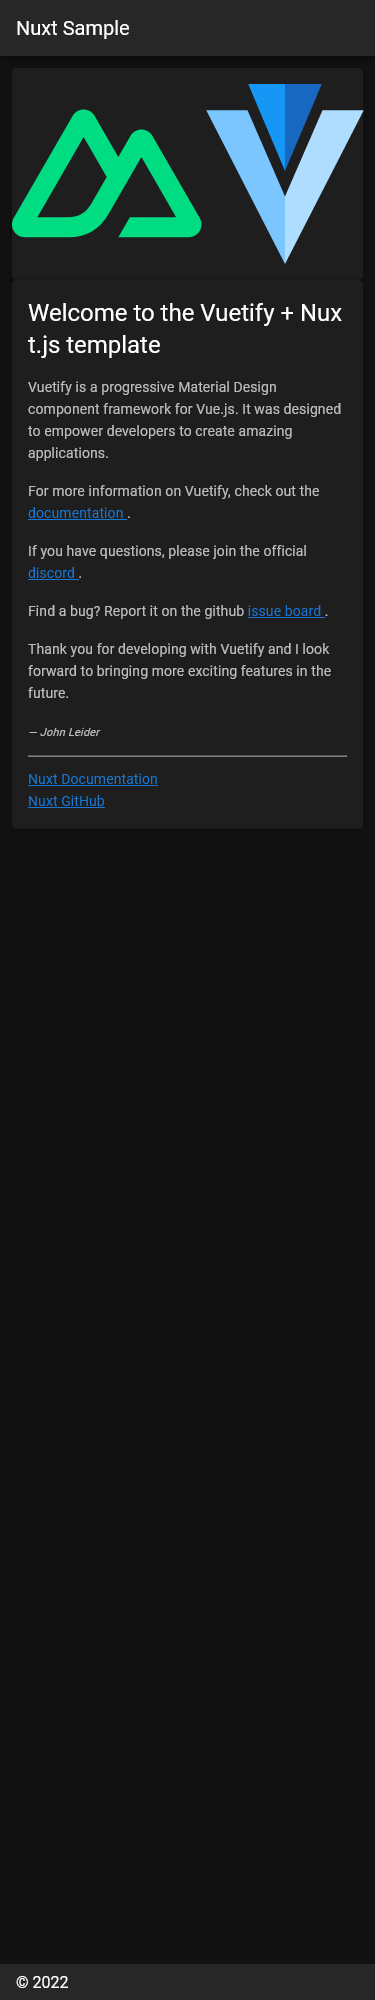 Nuxt Sample
Welcome to the Vuetify + Nux
t.js template
Vuetify is a progressive Material Design
component framework for Vue.js. It was designed
to empower developers to create amazing
applications.
For more information on Vuetify, check out the
documentation .
If you have questions, please join the official
discord .
Find a bug? Report it on the github issue board .
Thank you for developing with Vuetify and I look
forward to bringing more exciting features in the
future.
— John Leider
Nuxt Documentation
Nuxt GitHub
© 2022